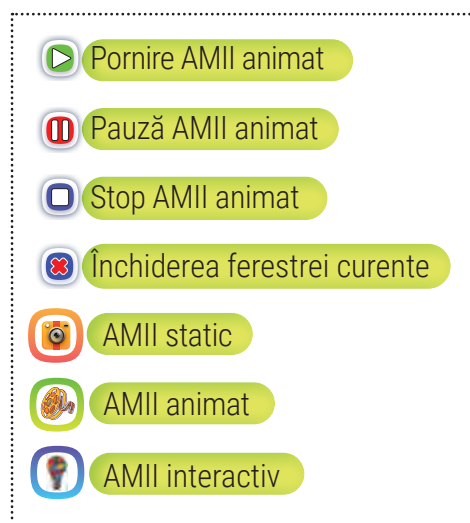 Pornire AMII animat
Pauză AMII animat
Stop AMII animat
Închiderea ferestrei curente
AMII static
AMII animat
AMII interactiv